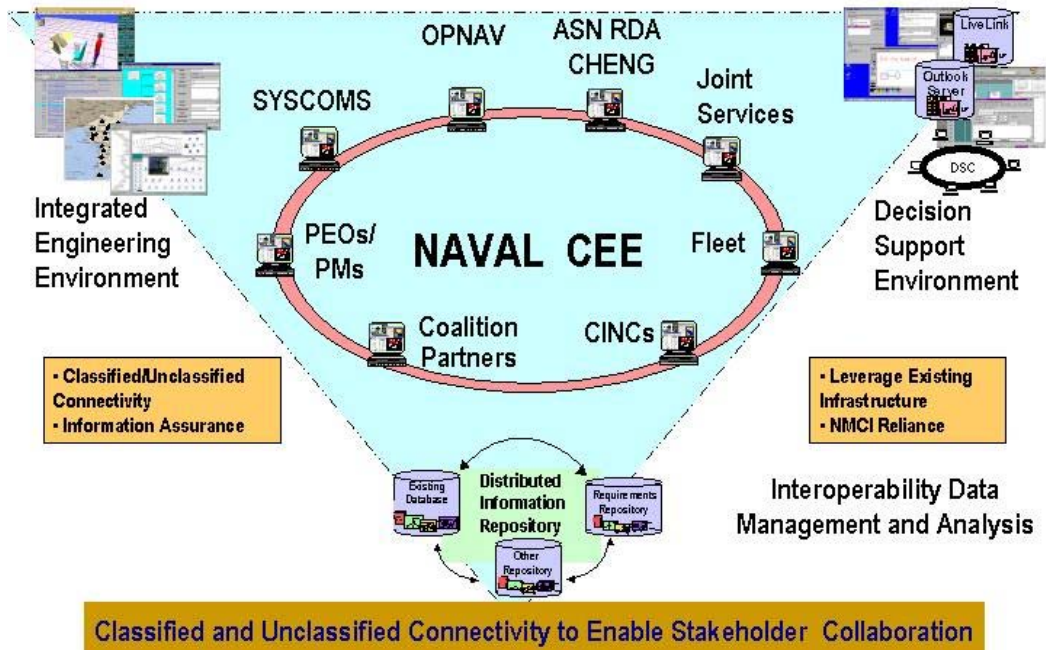 OPNAV
ASN RDA
CHENG
LiveLink
Outlook
Server
SYSCOMS
Joint
Services
DSC
Integrated
Engineering
Environment
PEOs/
PMs
NAVAL CEE
Fleet
Decision
Support
Environment
Coalition
Partners
CINCs
▪ Classified/Unclassified
Connectivity
▪ Information Assurance
▪ Leverage Existing
Infrastructure
▪ NMCI Reliance
Existing
Database
Distributed
Information
Repository
Requirements
Repository
Other
Repository
Interoperability Data
Management and Analysis
Classified and Unclassified Connectivity to Enable Stakeholder Collaboration